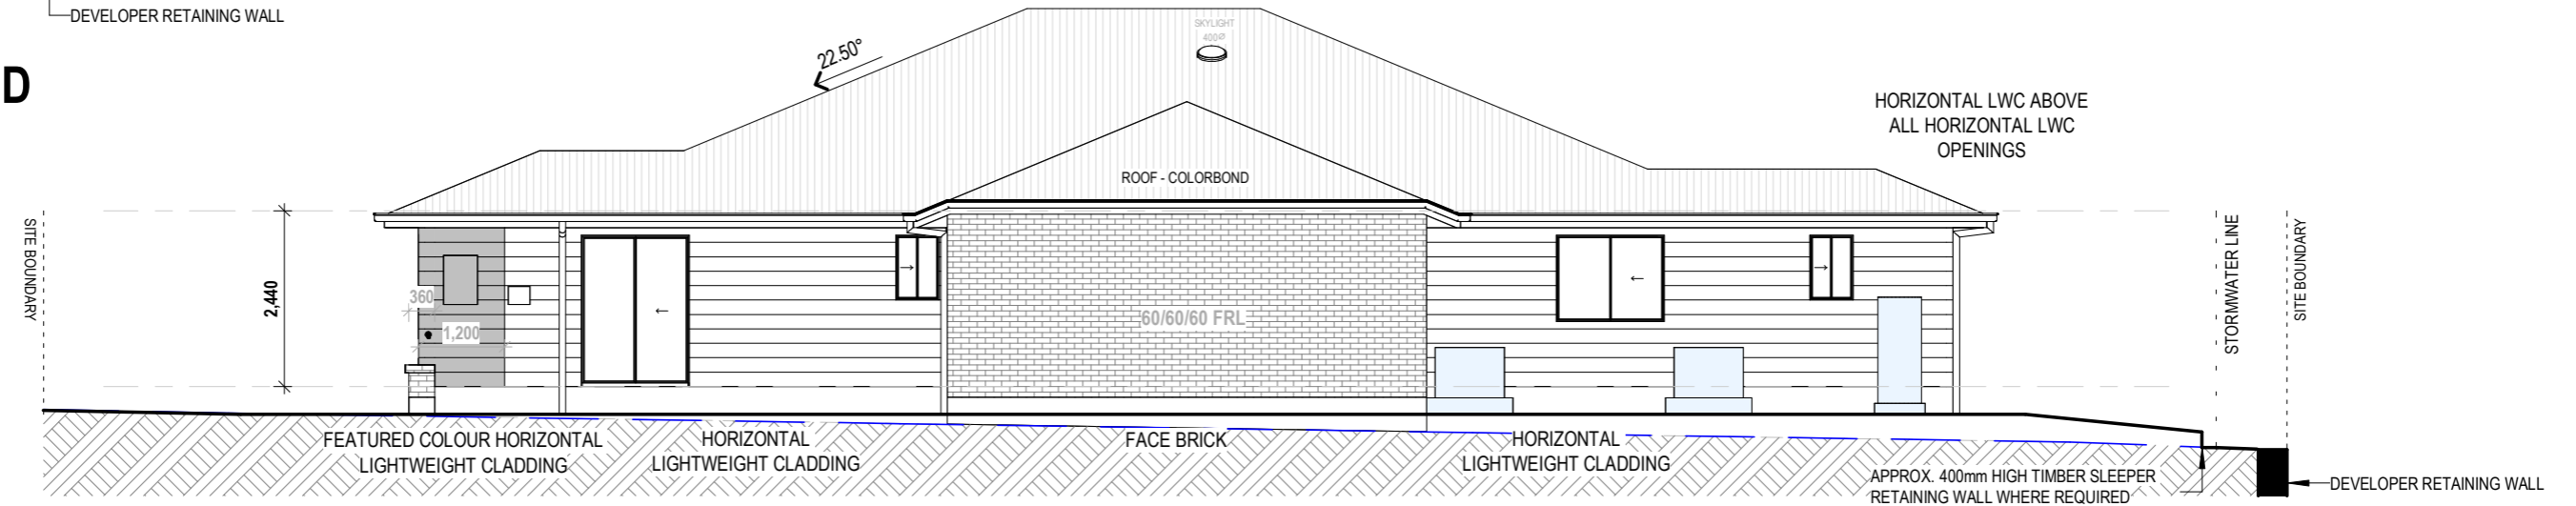 DEVELOPER RETAINING WALL
D
SKYLIGHT
400Ø
22.50°
HORIZONTAL LWC ABOVE
ALL HORIZONTAL LWC
OPENINGS
ROOF - COLORBOND
SITE BOUNDARY
2,440
360
1,200
60/60/60 FRL
STORMWATER LINE
SITE BOUNDARY
FEATURED COLOUR HORIZONTAL
LIGHTWEIGHT CLADDING
HORIZONTAL
LIGHTWEIGHT CLADDING
FACE BRICK
HORIZONTAL
LIGHTWEIGHT CLADDING
APPROX. 400mm HIGH TIMBER SLEEPER
RETAINING WALL WHERE REQUIRED
DEVELOPER RETAINING WALL